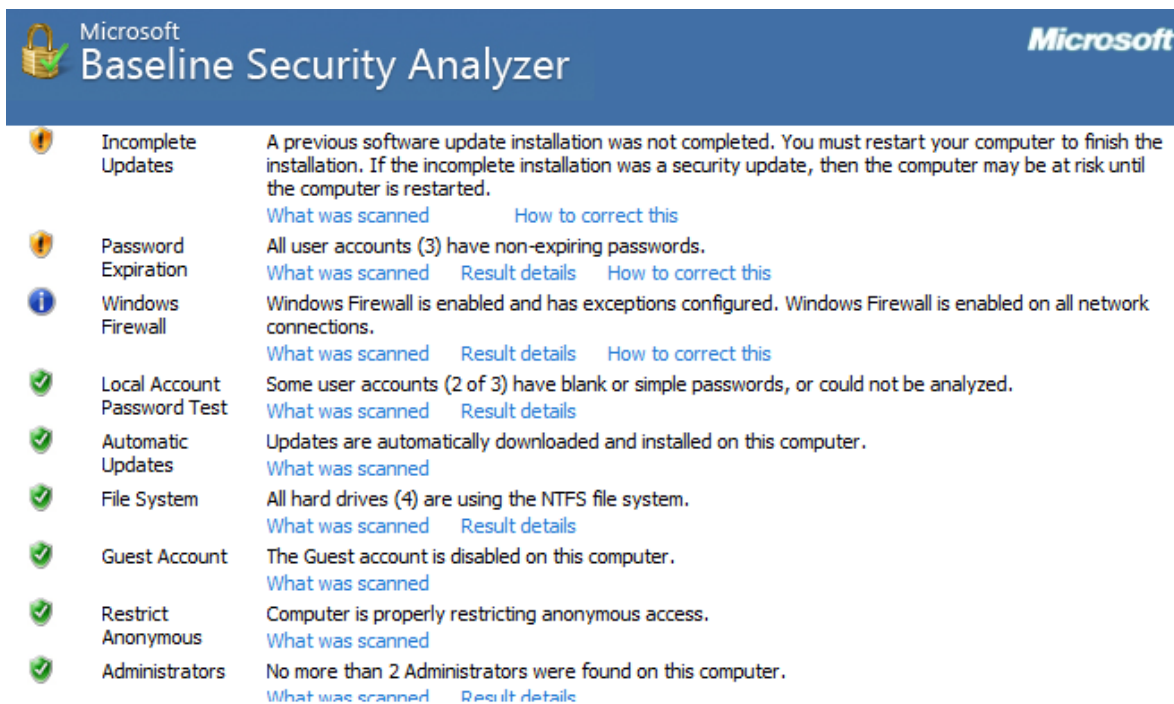 Microsoft
Baseline Security Analyzer
Microsoft
Incomplete Updates
A previous software update installation was not completed. You must restart your computer to finish the
installation. If the incomplete installation was a security update, then the computer may be at risk until
the computer is restarted.
What was scanned How to correct this
Password Expiration
All user accounts (3) have non-expiring passwords.
What was scanned Result details How to correct this
Windows Firewall
Windows Firewall is enabled and has exceptions configured. Windows Firewall is enabled on all network
connections.
What was scanned Result details How to correct this
Local Account Password Test
Some user accounts (2 of 3) have blank or simple passwords, or could not be analyzed.
What was scanned Result details
Automatic Updates
Updates are automatically downloaded and installed on this computer.
What was scanned
File System
All hard drives (4) are using the NTFS file system.
What was scanned Result details
Guest Account
The Guest account is disabled on this computer.
What was scanned
Restrict Anonymous
Computer is properly restricting anonymous access.
What was scanned
Administrators
No more than 2 Administrators were found on this computer.
What was scanned Result details